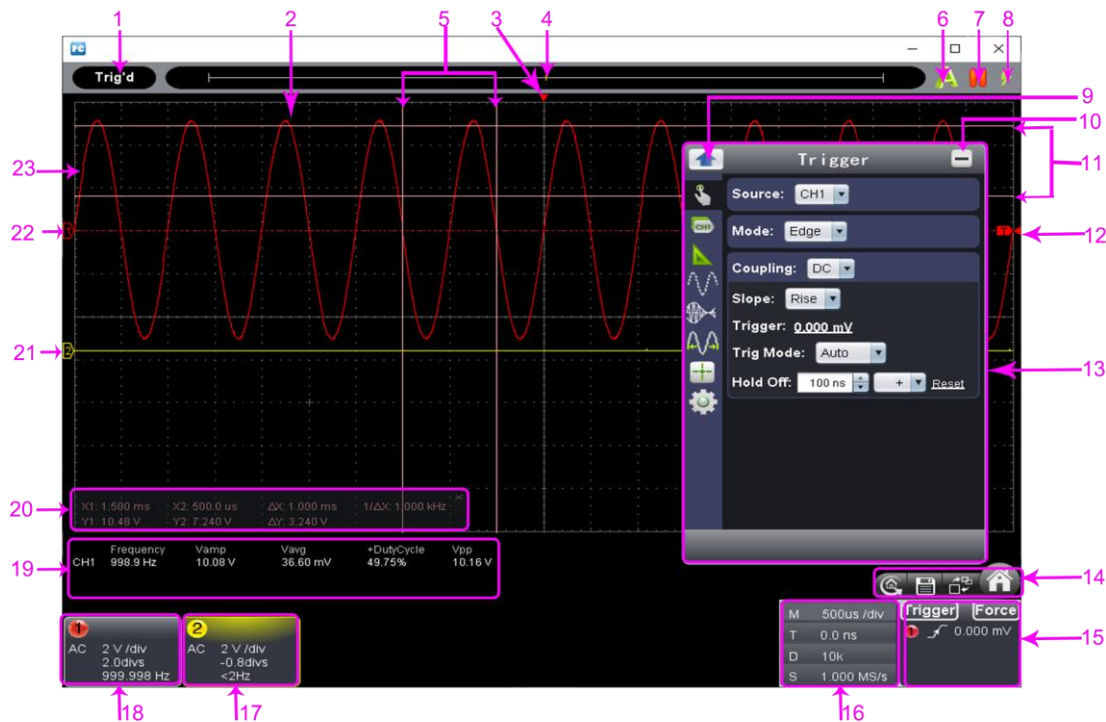 1 2 5 3 4 6 7 8
PC
Trig'd
9
10
11
12
13
14
15
16
17
18
19
20
21
22
23
Trigger
Source: CH1
CH1
Mode: Edge
Coupling: DC
Slope: Rise
Trigger: 0.000 mV
Trig Mode: Auto
Hold Off: 100 ns + Reset
T
1
2
X1: 1.500 ms X2: 500.0 us ΔX: 1.000 ms 1/ΔX: 1.000 kHz
Y1: 10.48 V Y2: 7.240 V ΔY: 3.240 V
Frequency Vamp Vavg +DutyCycle Vpp
CH1 998.9 Hz 10.08 V 36.60 mV 49.75% 10.16 V
1
AC 2 V /div
2.0divs
999.998 Hz
2
AC 2 V /div
-0.8divs
<2Hz
M 500us /div
T 0.0 ns
D 10k
S 1.000 MS/s
Trigger Force
1 0.000 mV